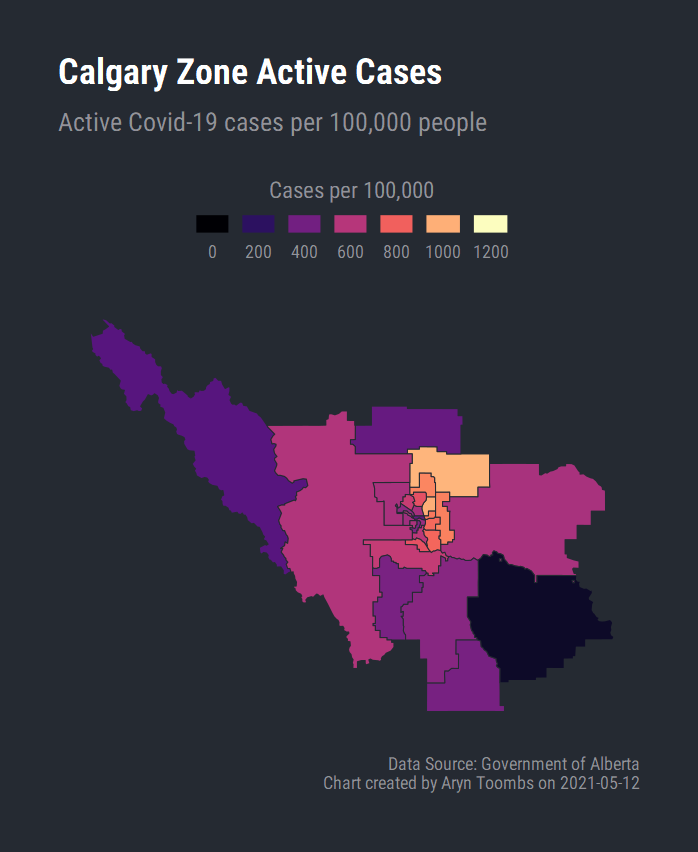 Calgary Zone Active Cases
Active Covid-19 cases per 100,000 people
Cases per 100,000
0 200 400 600 800 1000 1200
Data Source: Government of Alberta
Chart created by Aryn Toombs on 2021-05-12